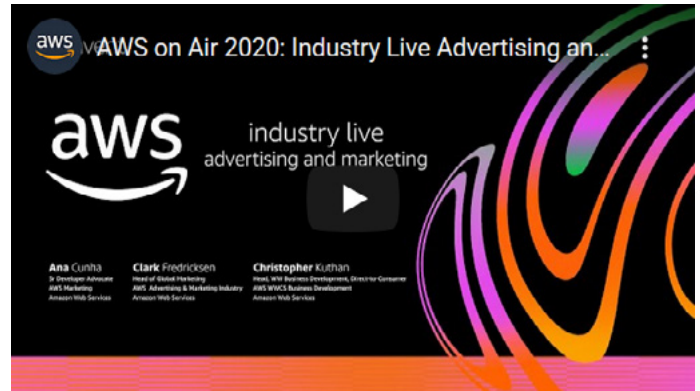 aws
AWS on Air 2020: Industry Live Advertising an...
aws
industry live
advertising and marketing
Ana Cunha
Sr Developer Advocate
AWS Marketing
Amazon Web Services
Clark Fredricksen
Head of Global Marketing
AWS Advertising & Marketing Industry
Amazon Web Services
Christopher Kuthan
Head, WW Business Development, Direct-to-Consumer
AWS WWCS Business Development
Amazon Web Services